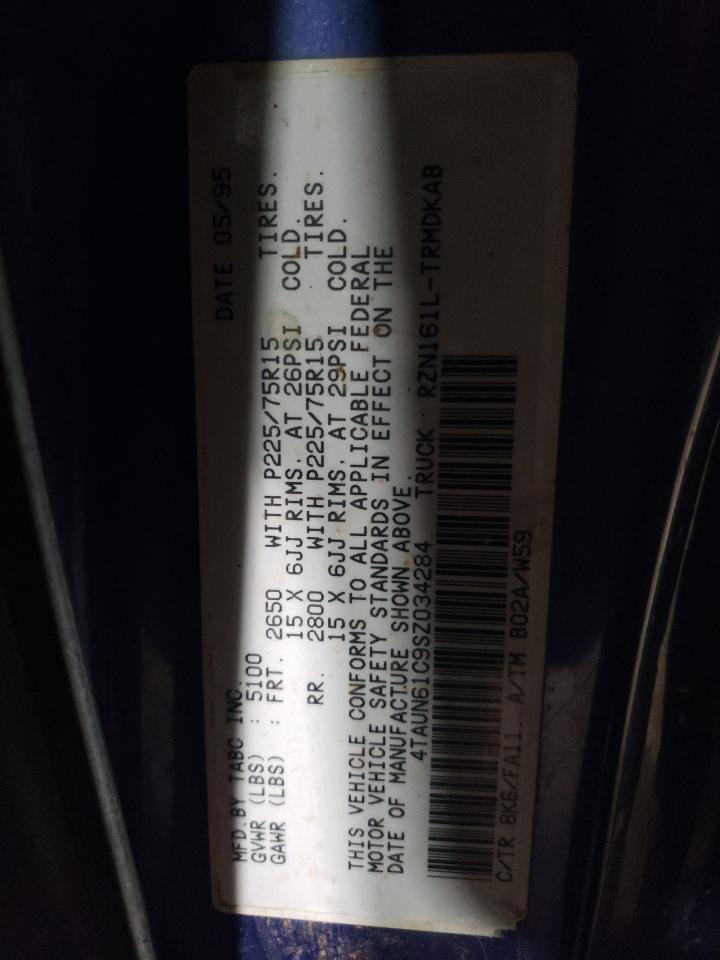 MFD.BY TABC INC. DATE 05/95
GVWR (LBS) : 5100
GAWR (LBS) : FRT. 2650 WITH P225/75R15 TIRES.
15 X 6JJ RIMS, AT 26PSI COLD.
RR. 2800 WITH P225/75R15 TIRES.
15 X 6JJ RIMS, AT 29PSI COLD.
THIS VEHICLE CONFORMS TO ALL APPLICABLE FEDERAL
MOTOR VEHICLE SAFETY STANDARDS IN EFFECT ON THE
DATE OF MANUFACTURE SHOWN ABOVE.
4TAUN61C9SZ034284 TRUCK RZN161L-TRMDKAB
C/TR 8K6/FA11 A/TM B02A/W59